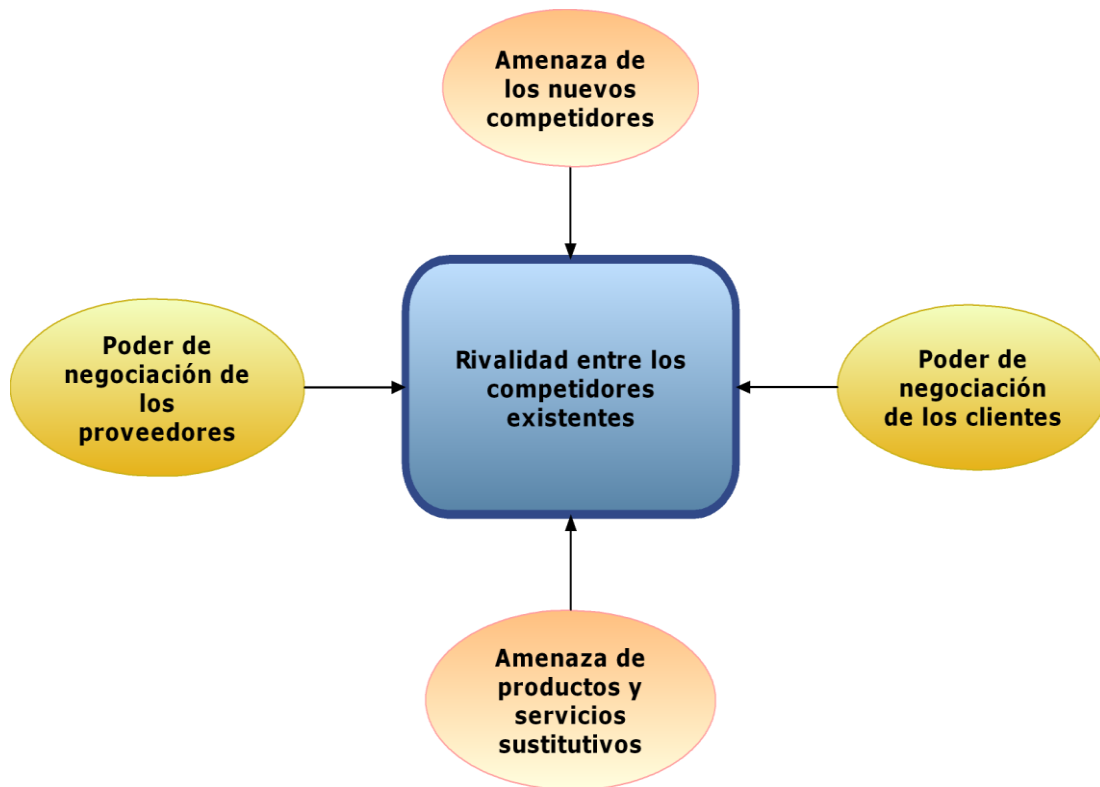 Amenaza de
los nuevos
competidores
Poder de
negociación de
los
proveedores
Rivalidad entre los
competidores
existentes
Poder de
negociación
de los clientes
Amenaza de
productos y
servicios
sustitutivos